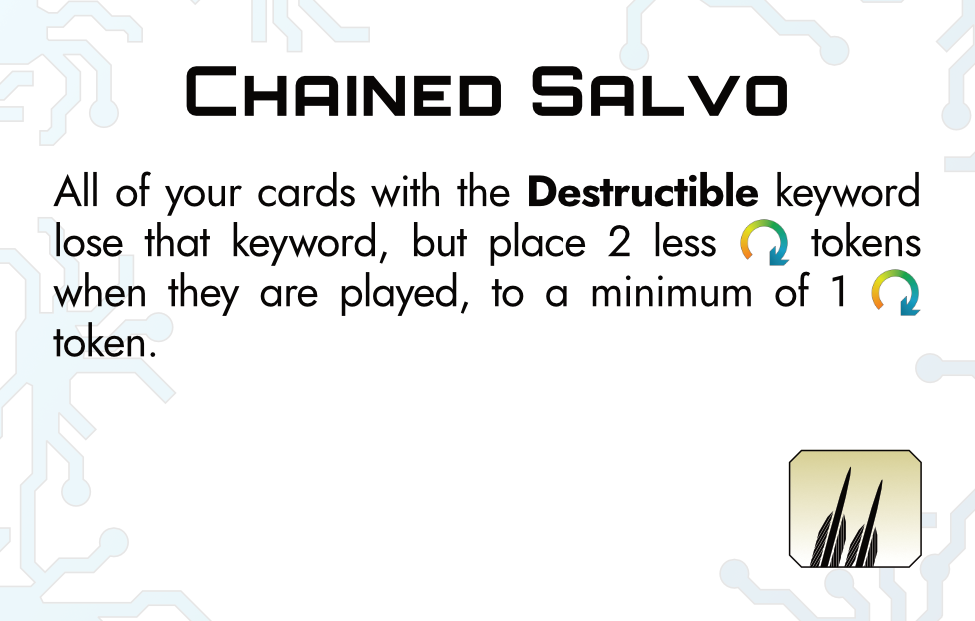 Chained Salvo
All of your cards with the Destructible keyword
lose that keyword, but place 2 less tokens
when they are played, to a minimum of 1
token.